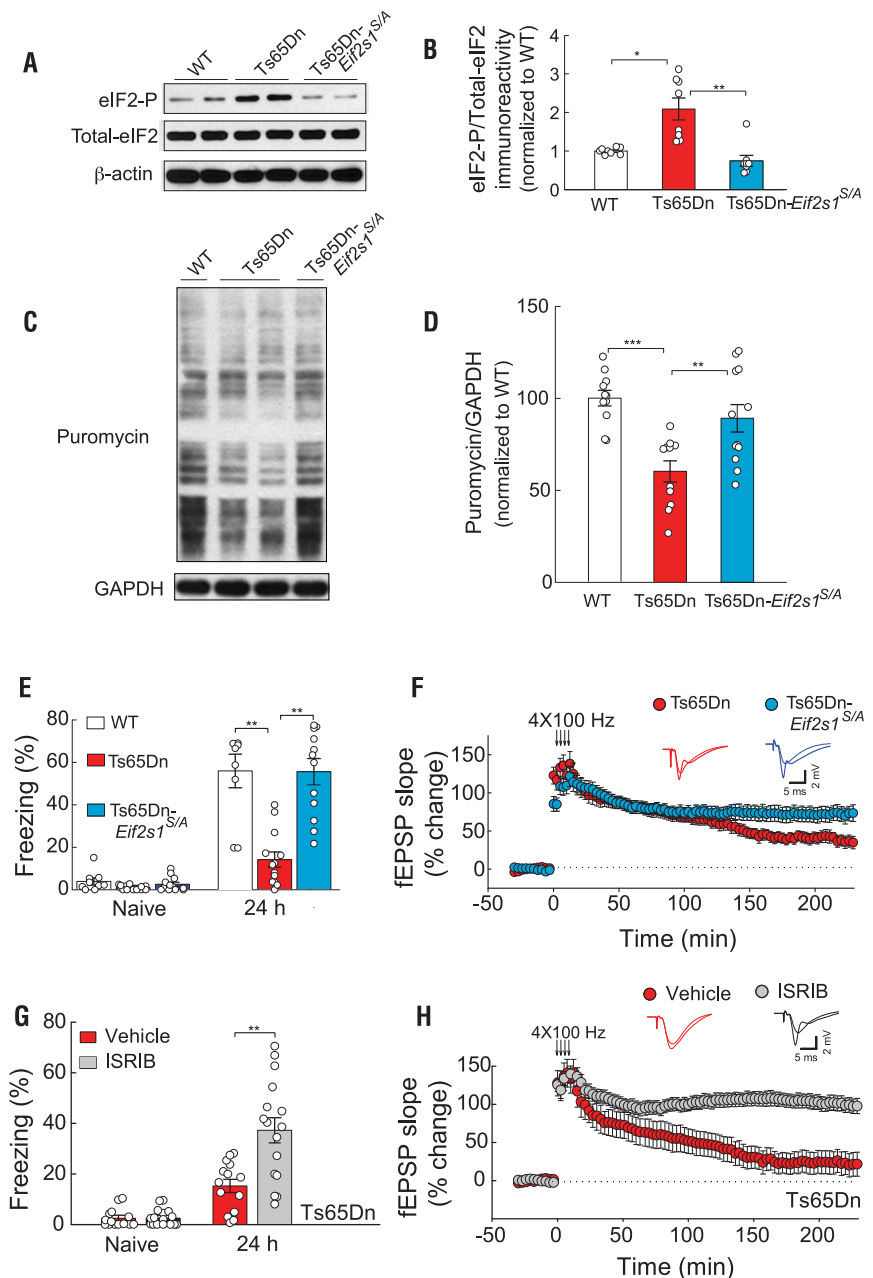 A
WT
Ts65Dn
Ts65Dn-
Eif2s1S/A
eIF2-P
Total-eIF2
β-actin
B
eIF2-P/Total-eIF2
immunoreactivity
(normalized to WT)
4
3
2
1
0
*
**
WT
Ts65Dn
Ts65Dn-Eif2s1S/A
C
WT
Ts65Dn
Ts65Dn-
Eif2s1S/A
Puromycin
GAPDH
D
Puromycin/GAPDH
(normalized to WT)
150
100
50
0
***
**
WT
Ts65Dn
Ts65Dn-Eif2s1S/A
E
Freezing (%)
80
60
40
20
0
WT
Ts65Dn
Ts65Dn-
Eif2s1S/A
**
**
Naive
24 h
F
Ts65Dn
Ts65Dn-
Eif2s1S/A
4X100 Hz
5 ms
2 mV
fEPSP slope
(% change)
150
100
50
0
-50
0
50
100
150
200
Time (min)
G
Freezing (%)
80
60
40
20
0
Vehicle
ISRIB
**
Naive
24 h
Ts65Dn
H
Vehicle
ISRIB
4X100 Hz
5 ms
2 mV
fEPSP slope
(% change)
150
100
50
0
Ts65Dn
-50
0
50
100
150
200
Time (min)